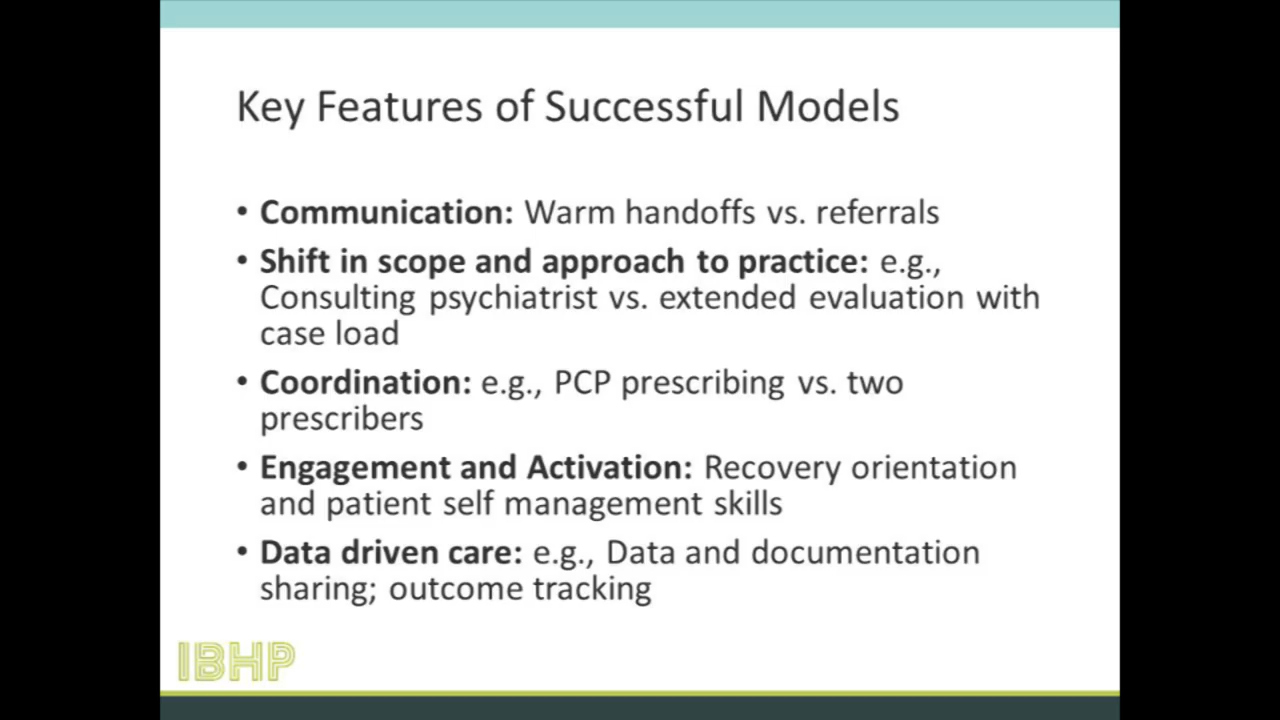 Key Features of Successful Models
• Communication: Warm handoffs vs. referrals
• Shift in scope and approach to practice: e.g.,
Consulting psychiatrist vs. extended evaluation with
case load
• Coordination: e.g., PCP prescribing vs. two
prescribers
• Engagement and Activation: Recovery orientation
and patient self management skills
• Data driven care: e.g., Data and documentation
sharing; outcome tracking
IBHP